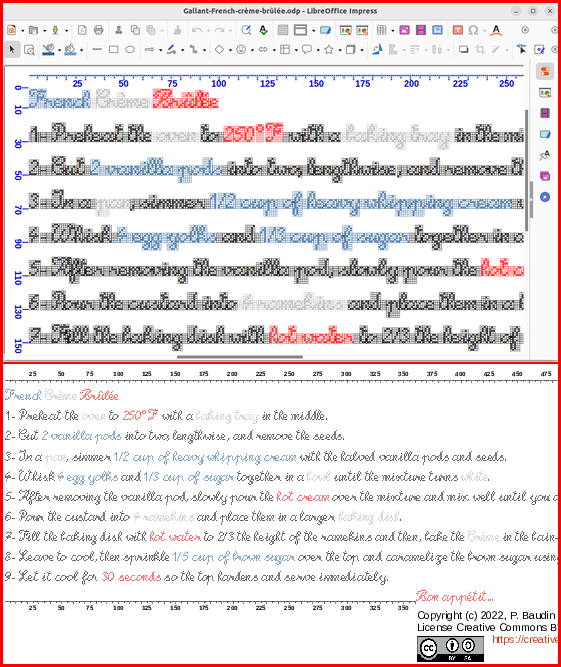 Gallant-French-crème-brûlée.odp - LibreOffice Impress
25 50 75 100 125 150 175 200 225 250
10
30
50
70
90
110
130
150
French Crème Brûlée
1- Preheat the oven to 250°F with a baking tray in the mi
2- Cut 2 vanilla pods into two, lengthwise, and remove t
3- In a pan, simmer 1/2 cup of heavy whipping cream
4- Whisk 4 egg yolks and 1/3 cup of sugar together in a
5- After removing the vanilla pod, slowly pour the hot c
6- Pour the custard into 4 ramekins and place them in a l
7- Fill the baking dish with hot water to 2/3 the height of
25 50 75 100 125 150 175 200 225 250 275 300 325 350 375 400 425 450 475
French Crème Brûlée
1- Preheat the oven to 250°F with a baking tray in the middle.
2- Cut 2 vanilla pods into two, lengthwise, and remove the seeds.
3- In a pan, simmer 1/2 cup of heavy whipping cream with the halved vanilla pods and seeds.
4- Whisk 4 egg yolks and 1/3 cup of sugar together in a bowl until the mixture turns white.
5- After removing the vanilla pod, slowly pour the hot cream over the mixture and mix well until you o
6- Pour the custard into 4 ramekins and place them in a larger baking dish.
7- Fill the baking dish with hot water to 2/3 the height of the ramekins and then, bake the Crème in the bain-
8- Leave to cool, then sprinkle 1/5 cup of brown sugar over the top and caramelize the brown sugar usin
9- Let it cool for 30 seconds so the top hardens and serve immediately.
Bon appétit...
25 50 75 100 125 150 175 200 225 250 275 300 325 350
Copyright (c) 2022, P. Baudin
License Creative Commons B
cc BY SA
https://creative